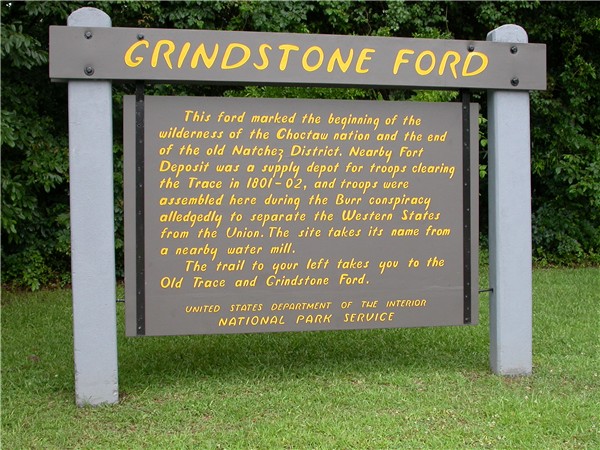 GRINDSTONE FORD
This ford marked the beginning of the
wilderness of the Choctaw nation and the end
of the old Natchez District. Nearby Fort
Deposit was a supply depot for troops clearing
the Trace in 1801-02, and troops were
assembled here during the Burr conspiracy
alledgedly to separate the Western States
from the Union. The site takes its name from
a nearby water mill.
The trail to your left takes you to the
Old Trace and Grindstone Ford.
UNITED STATES DEPARTMENT OF THE INTERIOR
NATIONAL PARK SERVICE